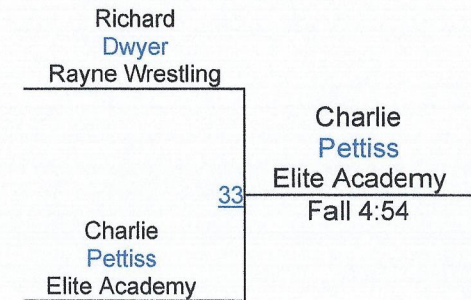 Richard
Dwyer
Rayne Wrestling
Charlie
Pettiss
Elite Academy
33
Fall 4:54
Charlie
Pettiss
Elite Academy